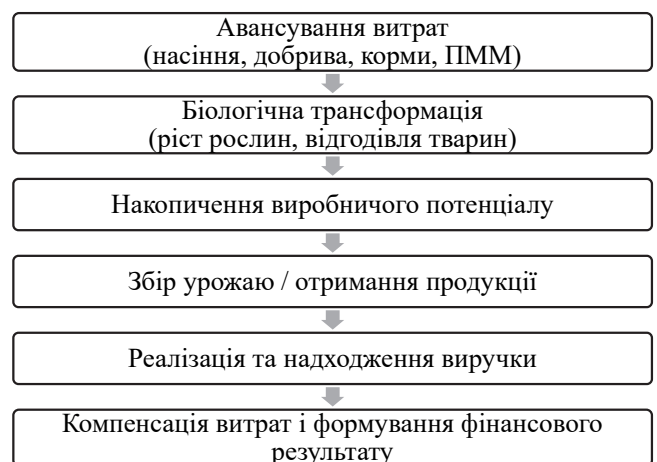 Авансування витрат
(насіння, добрива, корми, ПММ)
Біологічна трансформація
(ріст рослин, відгодівля тварин)
Накопичення виробничого потенціалу
Збір урожаю / отримання продукції
Реалізація та надходження виручки
Компенсація витрат і формування фінансового
результату